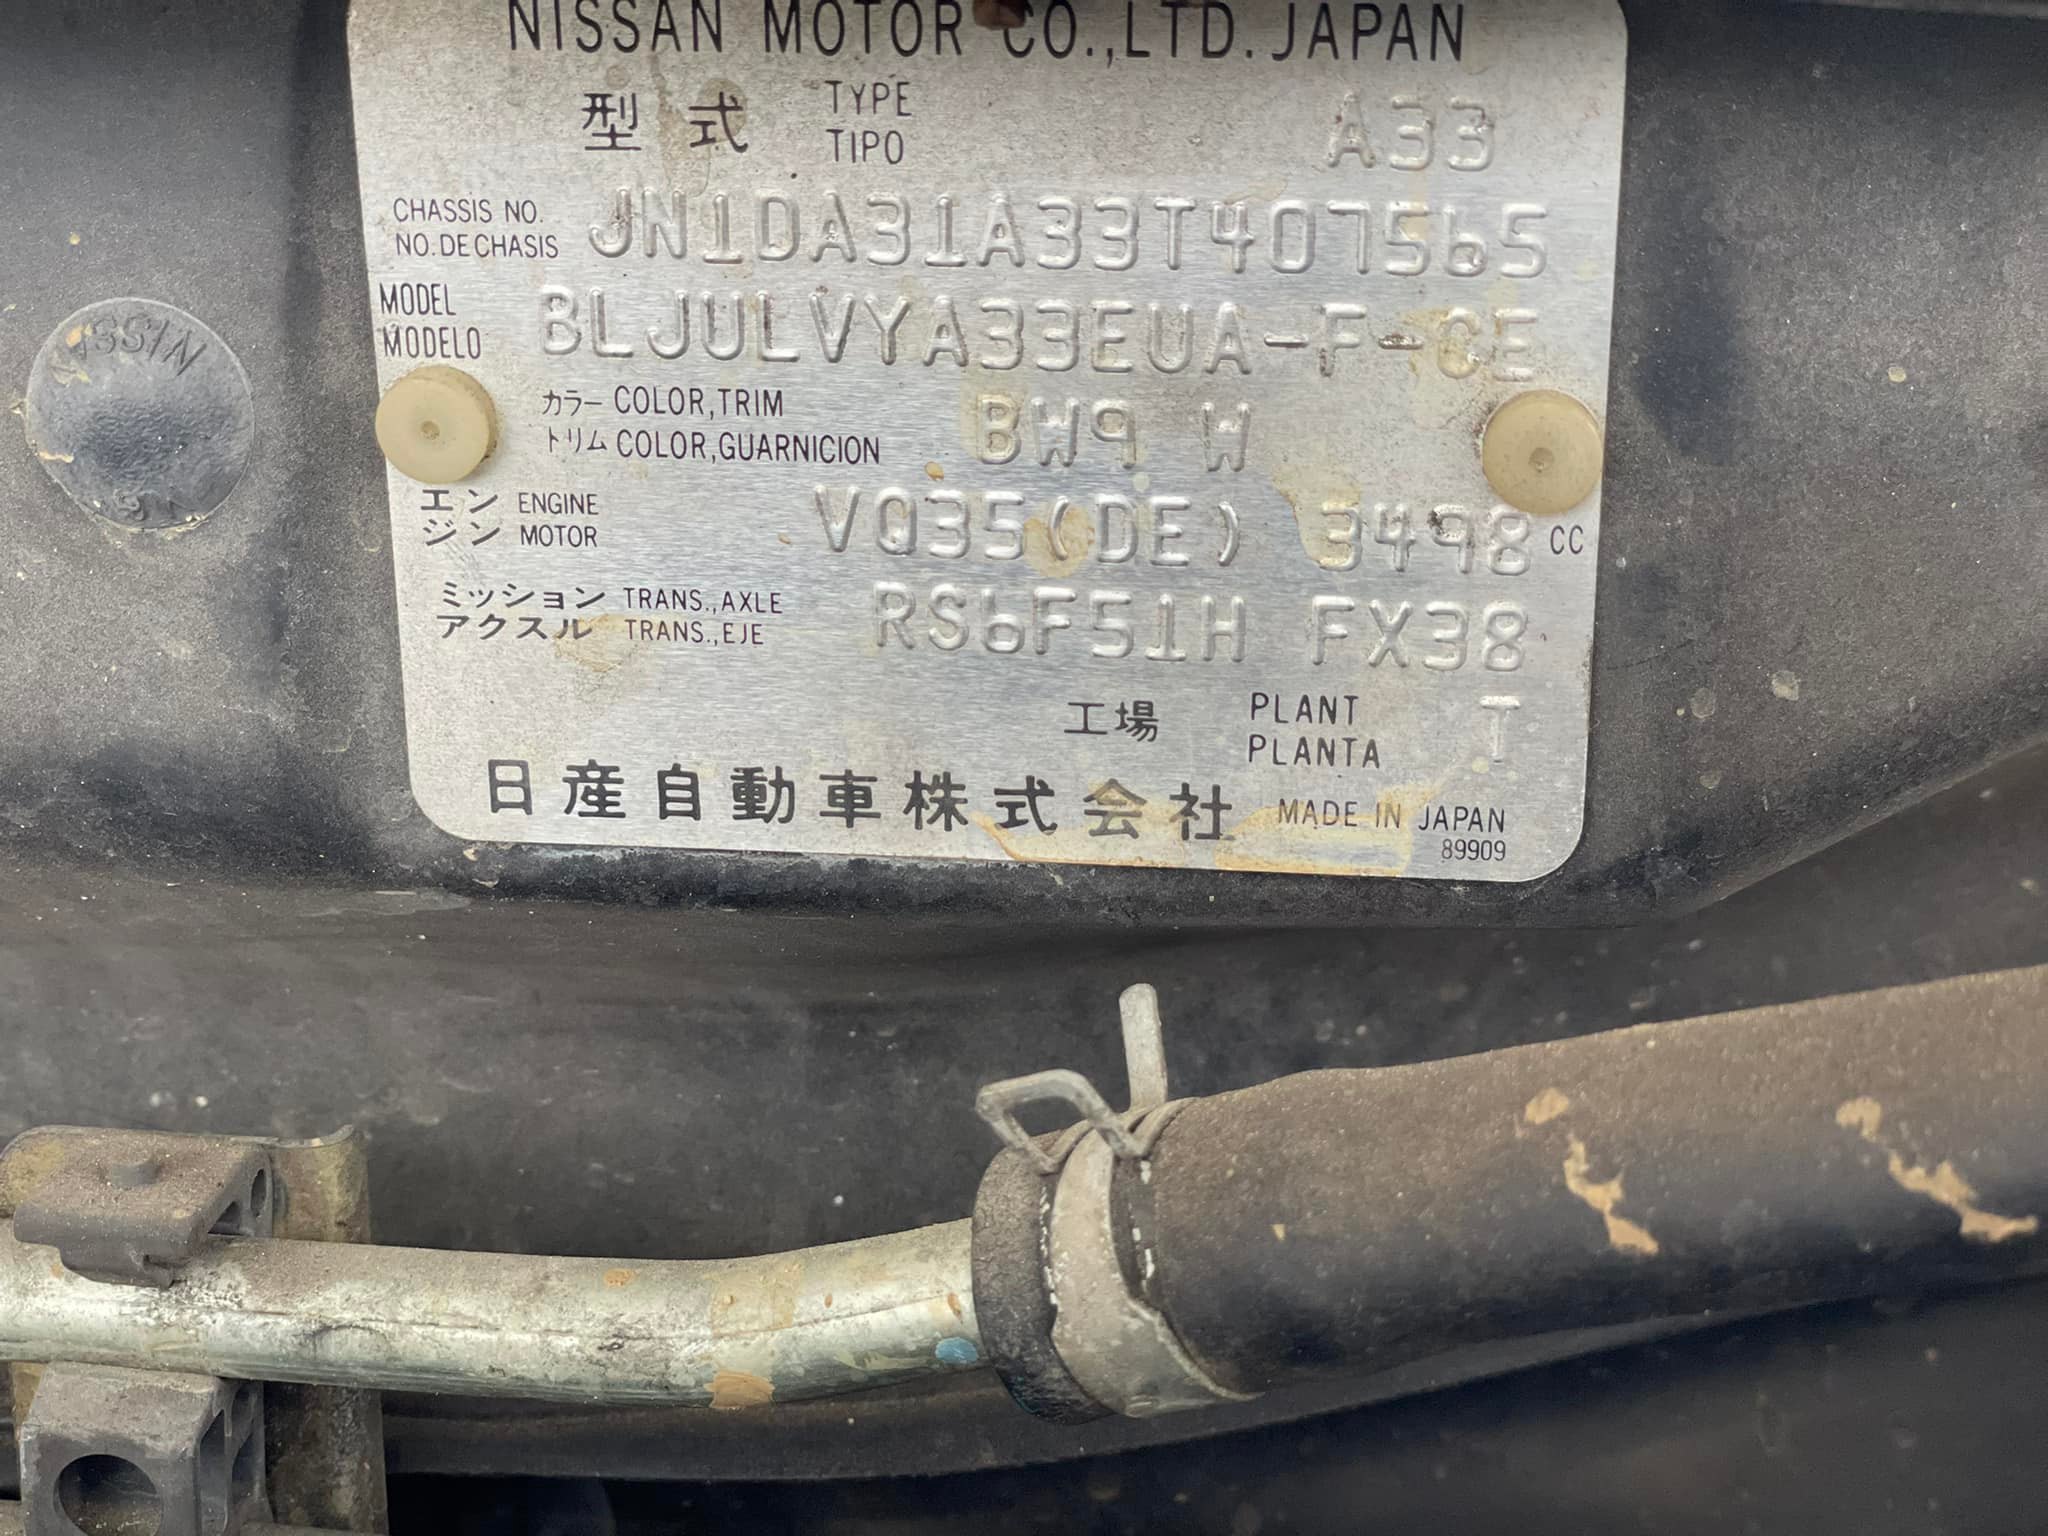 NISSAN MOTOR CO.,LTD. JAPAN
型式 TYPE TIPO A33
CHASSIS NO. NO. DE CHASIS JN1DA31A33T407565
MODEL MODELO BLJULVYA33EUA-F-CE
カラー COLOR,TRIM
トリム COLOR,GUARNICION BW9 W
エン ENGINE
ジン MOTOR VQ35(DE) 3498 CC
ミッション TRANS.,AXLE
アクスル TRANS.,EJE RS6F51H FX38
工場 PLANT PLANTA T
日産自動車株式会社 MADE IN JAPAN
89909
NISSAN